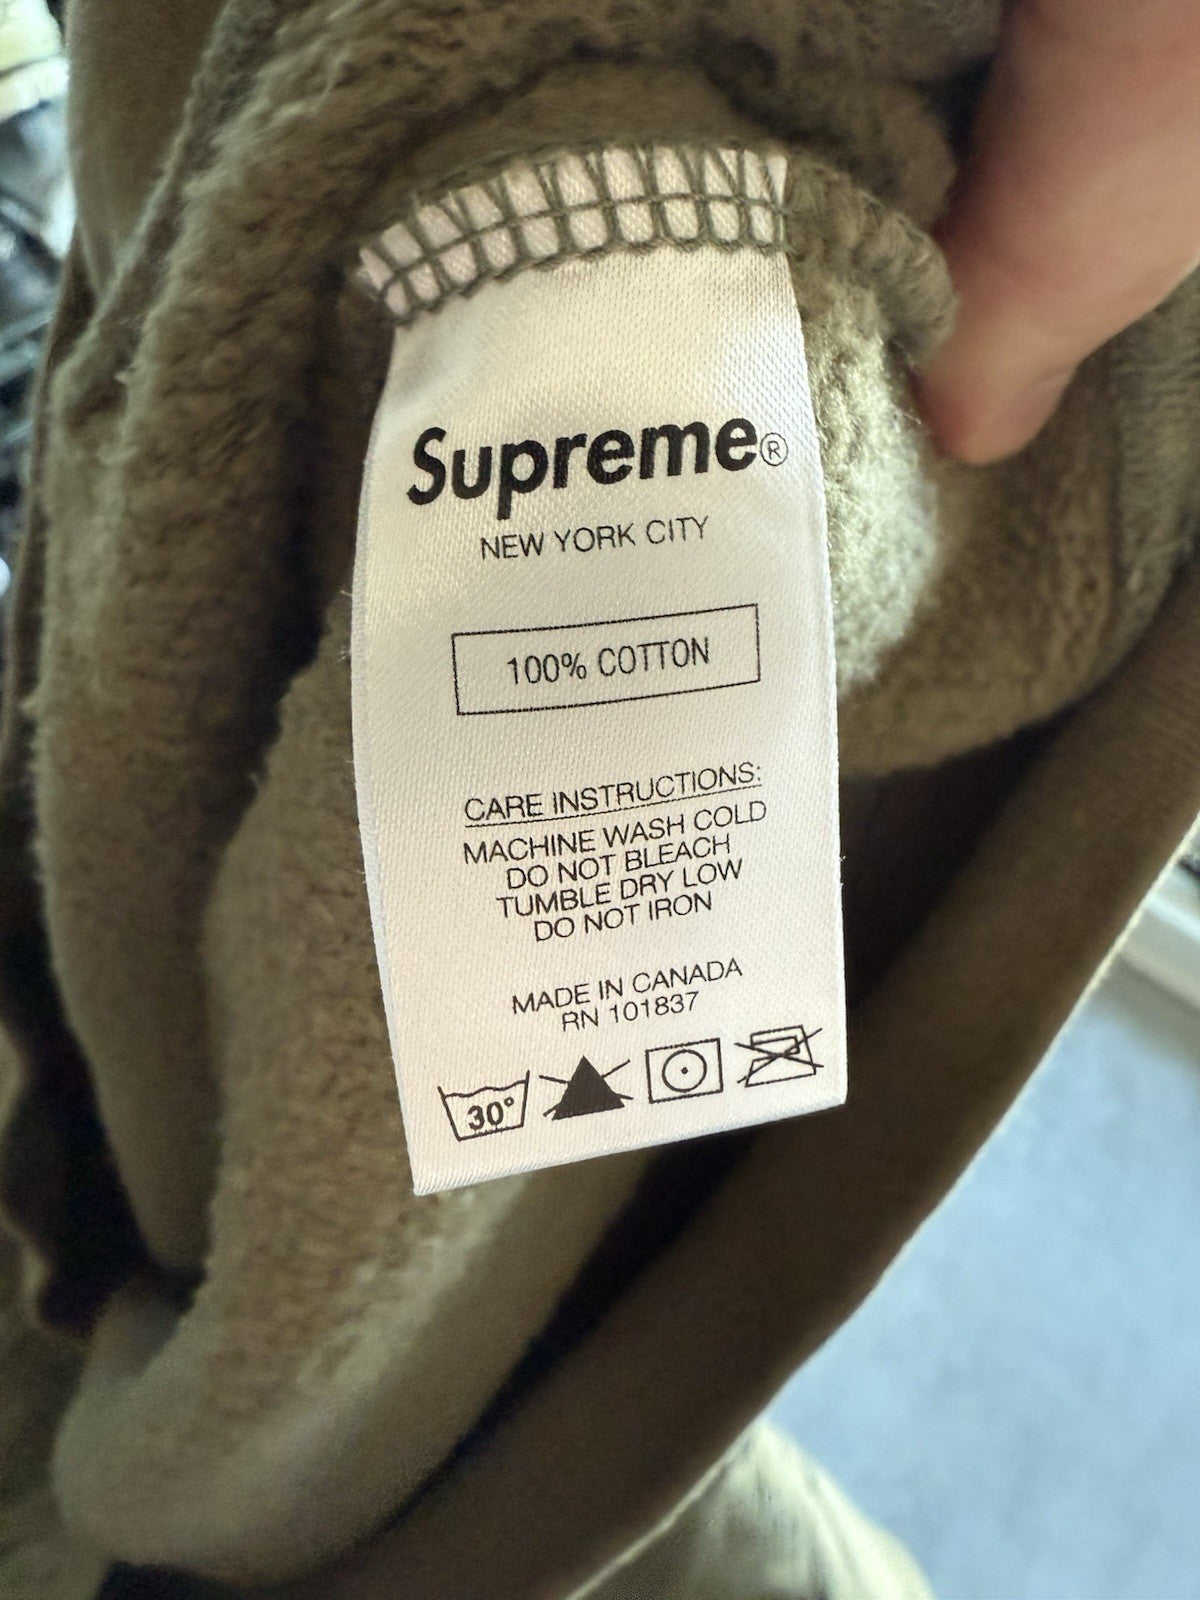 Supreme®
NEW YORK CITY
100% COTTON
CARE INSTRUCTIONS:
MACHINE WASH COLD
DO NOT BLEACH
TUMBLE DRY LOW
DO NOT IRON
MADE IN CANADA
RN 101837
30°